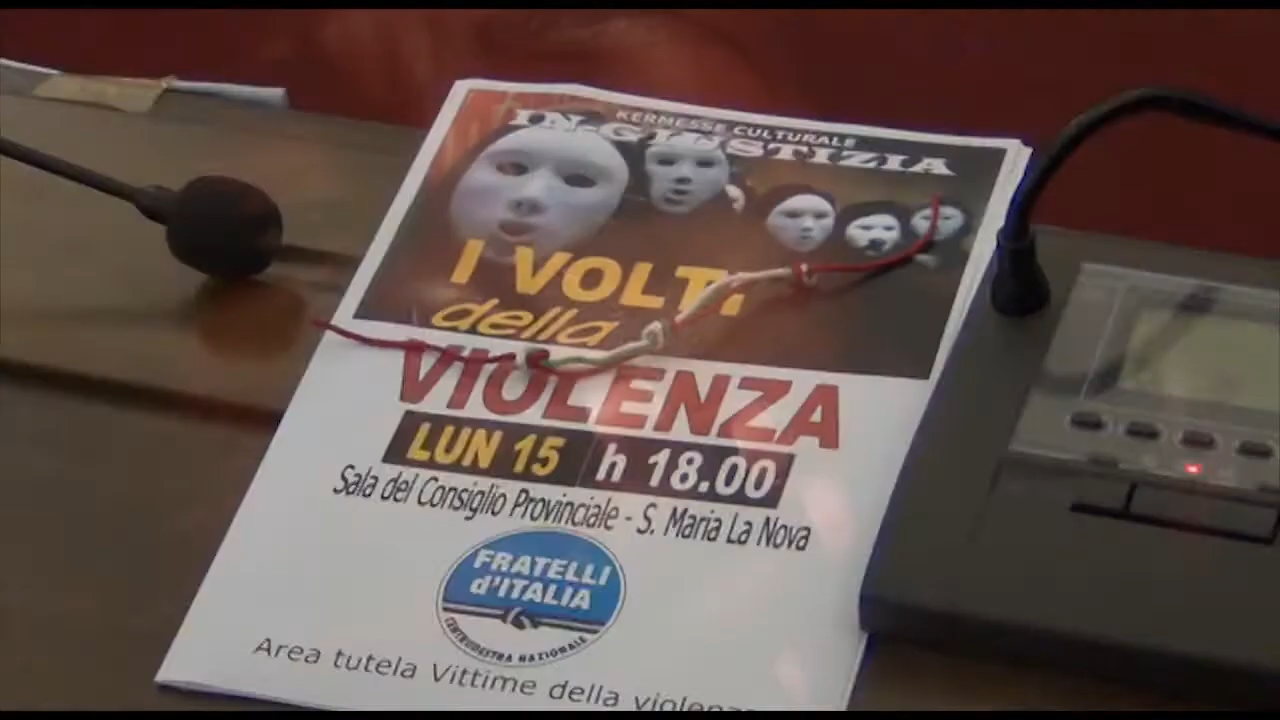 KERMESSE CULTURALE
IN-GIUSTIZIA
I VOLTI
della
VIOLENZA
LUN 15 h 18.00
Sala del Consiglio Provinciale - S. Maria La Nova
FRATELLI
d'ITALIA
CENTRODESTRA NAZIONALE
Area tutela Vittime della violenza